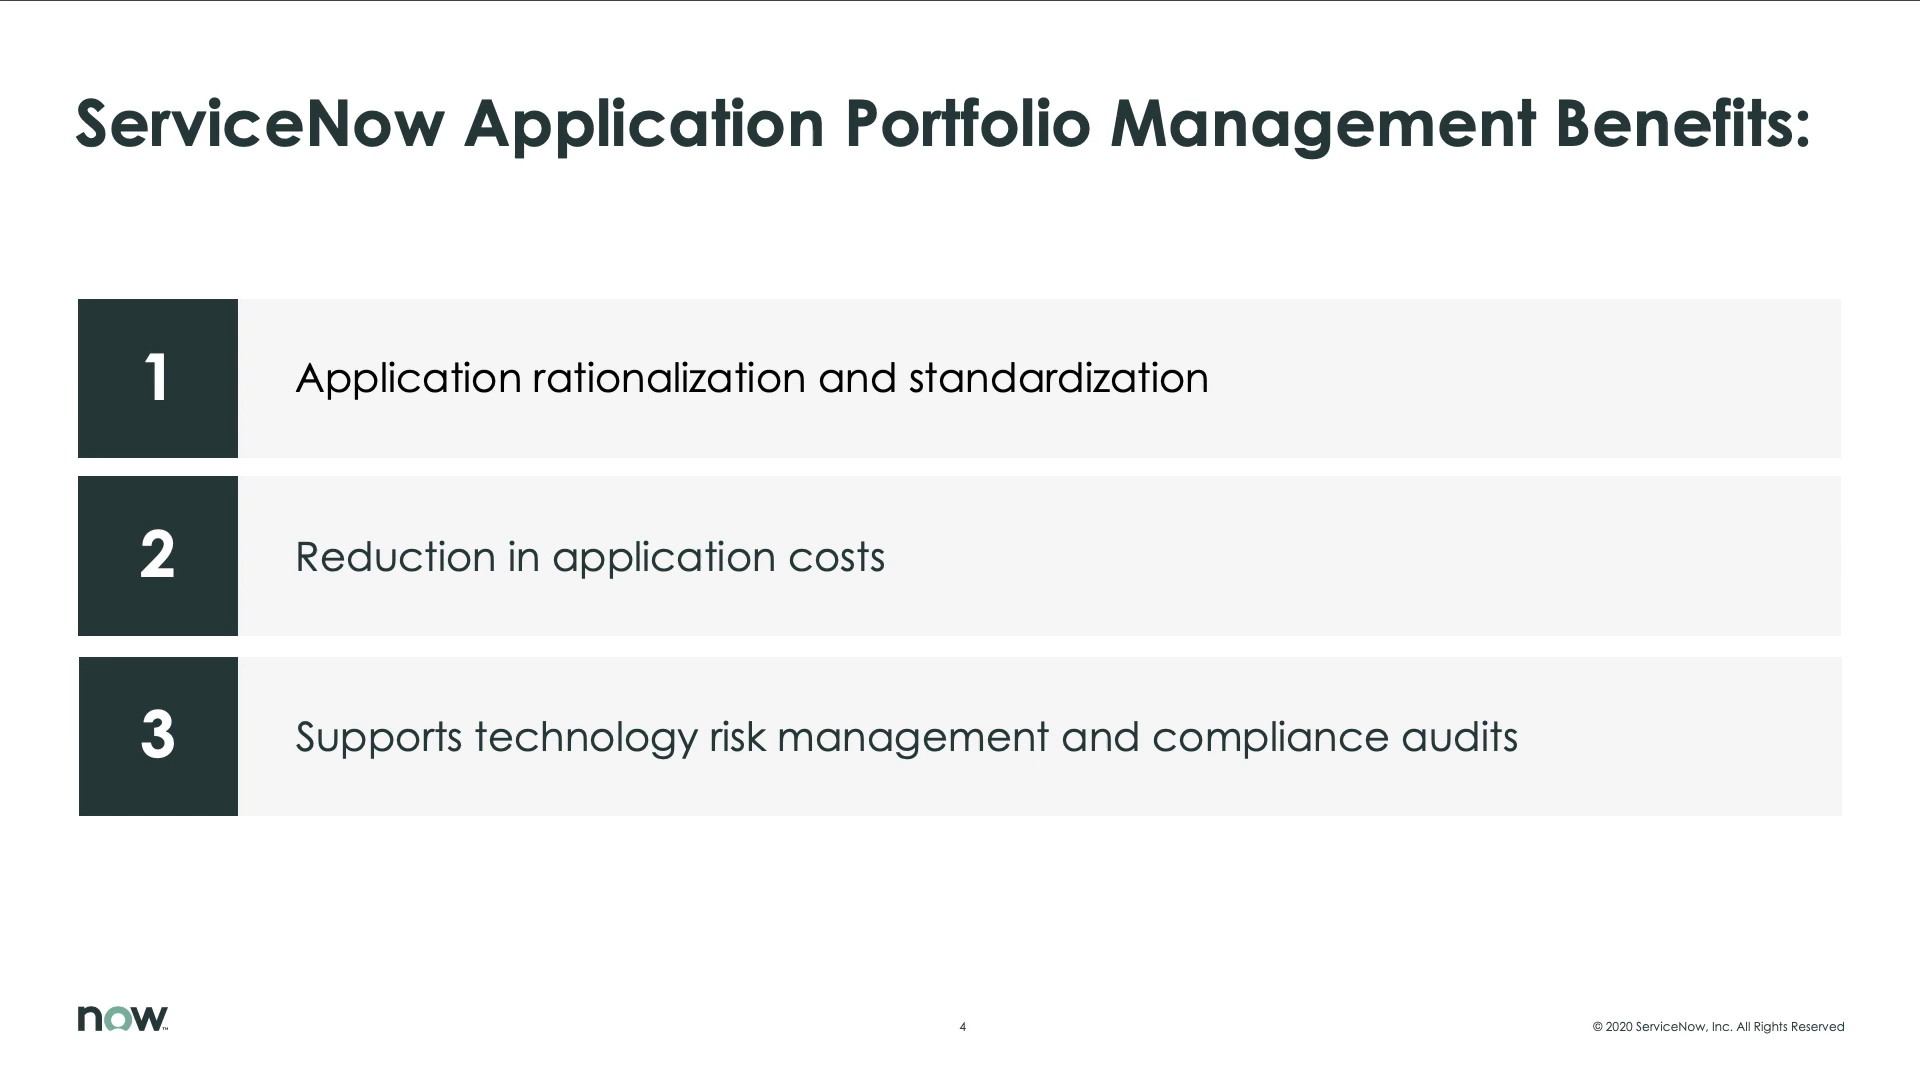 ServiceNow Application Portfolio Management Benefits:
1
Application rationalization and standardization
2
Reduction in application costs
3
Supports technology risk management and compliance audits
now™
4
© 2020 ServiceNow, Inc. All Rights Reserved